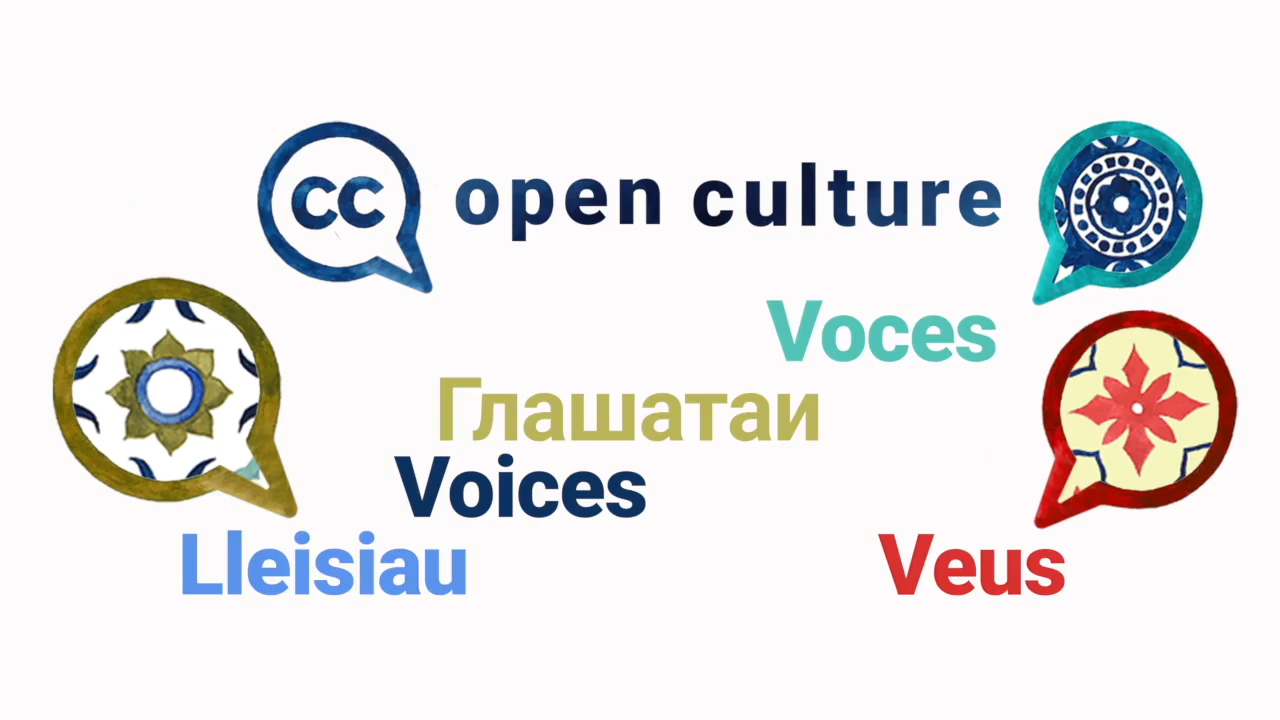 cc open culture
Voces
Глашатаи
Voices
Lleisiau
Veus